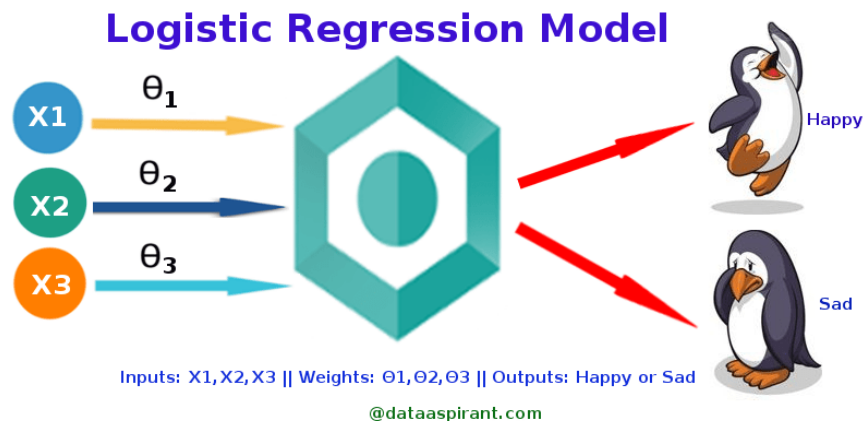 Logistic Regression Model
X1
θ1
X2
θ2
X3
θ3
Happy
Sad
Inputs: X1,X2,X3 || Weights: Θ1,Θ2,Θ3 || Outputs: Happy or Sad
@dataaspirant.com